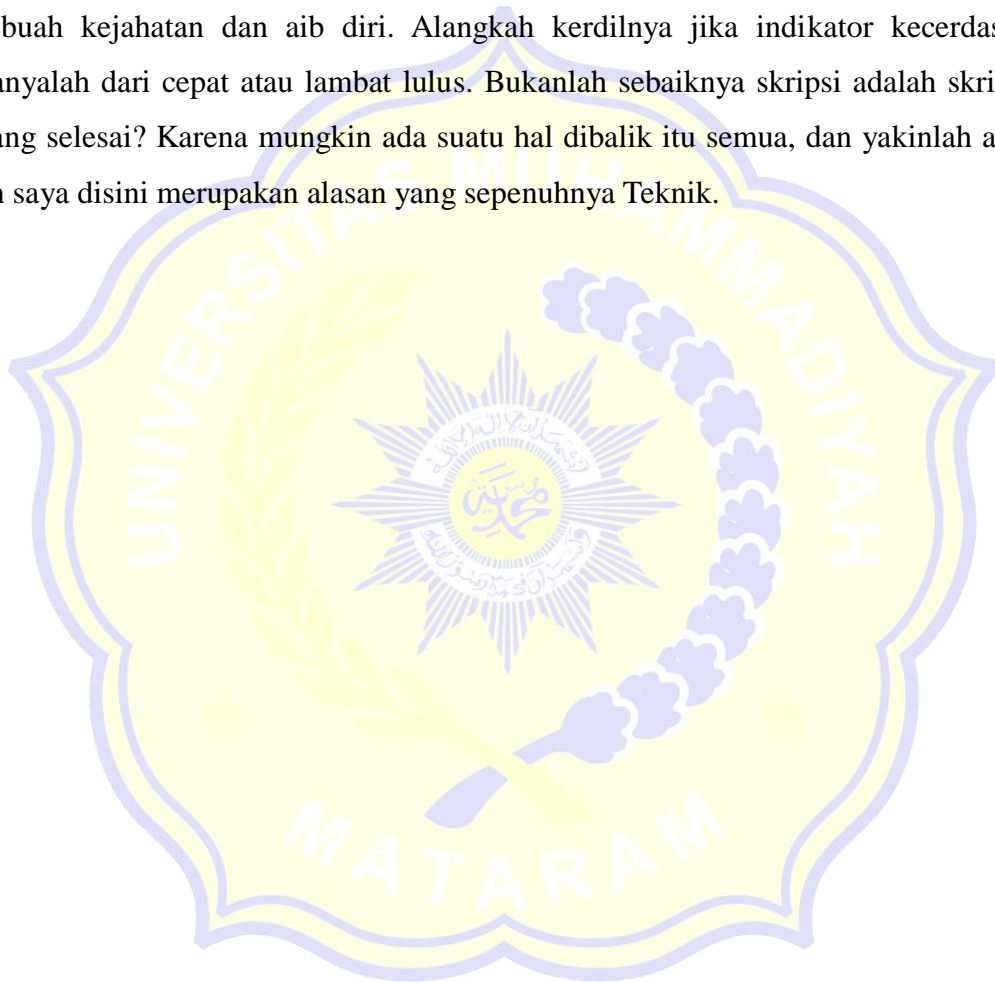 ebuah kejahatan dan aib diri. Alangkah kerdilnya jika indikator kecerdas
anyalah dari cepat atau lambat lulus. Bukanlah sebaiknya skripsi adalah skri
ang selesai? Karena mungkin ada suatu hal dibalik itu semua, dan yakinlah a
n saya disini merupakan alasan yang sepenuhnya Teknik.
UNIVERSITAS MUHAMMADIYAH
MATARAM